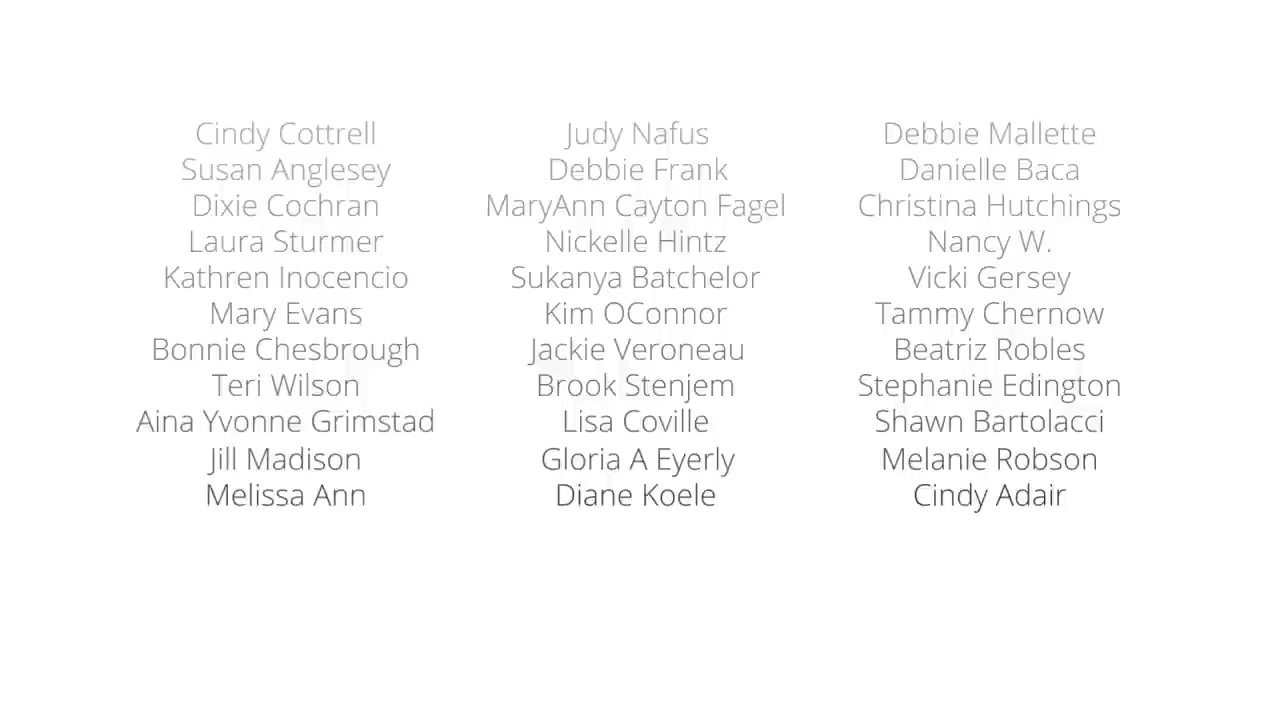 Cindy Cottrell
Susan Anglesey
Dixie Cochran
Laura Sturmer
Kathren Inocencio
Mary Evans
Bonnie Chesbrough
Teri Wilson
Aina Yvonne Grimstad
Jill Madison
Melissa Ann
Judy Nafus
Debbie Frank
MaryAnn Cayton Fagel
Nickelle Hintz
Sukanya Batchelor
Kim OConnor
Jackie Veroneau
Brook Stenjem
Lisa Coville
Gloria A Eyerly
Diane Koele
Debbie Mallette
Danielle Baca
Christina Hutchings
Nancy W.
Vicki Gersey
Tammy Chernow
Beatriz Robles
Stephanie Edington
Shawn Bartolacci
Melanie Robson
Cindy Adair